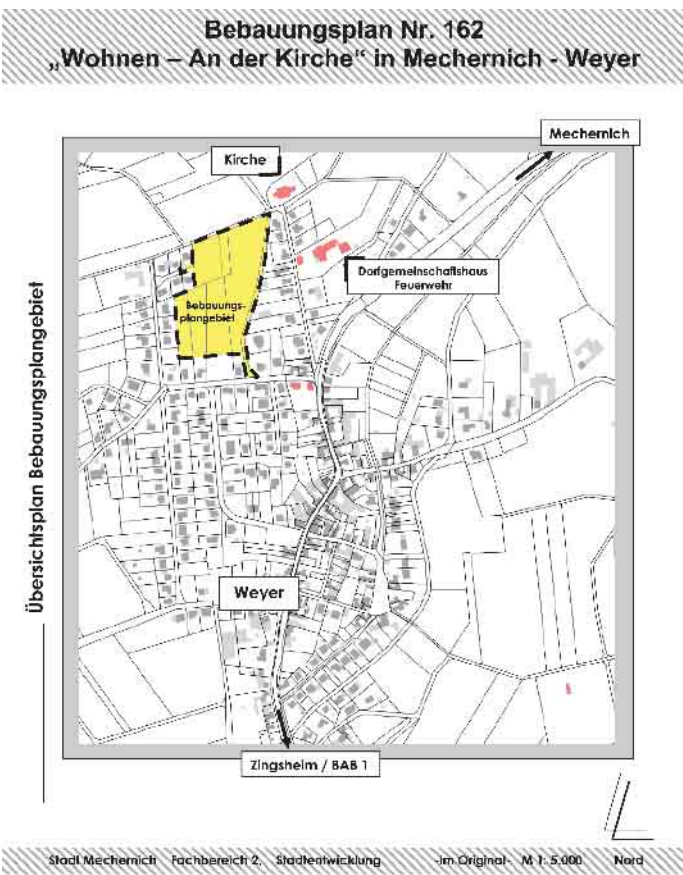 Bebauungsplan Nr. 162
„Wohnen – An der Kirche“ in Mechernich - Weyer
Mechernich
Kirche
Dorfgemeinschaftshaus
Feuerwehr
Bebauungs-
plangebiet
Übersichtsplan Bebauungsplangebiet
Weyer
Zingsheim / BAB 1
Stadt Mechernich Fachbereich 2, Stadtentwicklung -im Original-, M 1: 5.000 Nord